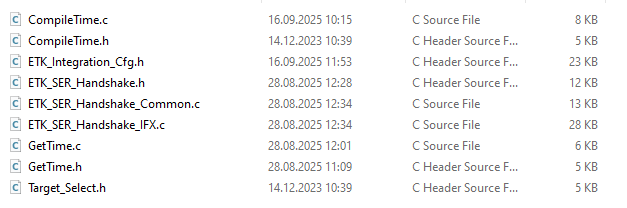 CompileTime.c 16.09.2025 10:15 C Source File 8 KB
CompileTime.h 14.12.2023 10:39 C Header Source F... 5 KB
ETK_Integration_Cfg.h 16.09.2025 11:53 C Header Source F... 23 KB
ETK_SER_Handshake.h 28.08.2025 12:28 C Header Source F... 12 KB
ETK_SER_Handshake_Common.c 28.08.2025 12:34 C Source File 13 KB
ETK_SER_Handshake_IFX.c 28.08.2025 12:34 C Source File 28 KB
GetTime.c 28.08.2025 12:01 C Source File 6 KB
GetTime.h 28.08.2025 11:09 C Header Source F... 5 KB
Target_Select.h 14.12.2023 10:39 C Header Source F... 5 KB